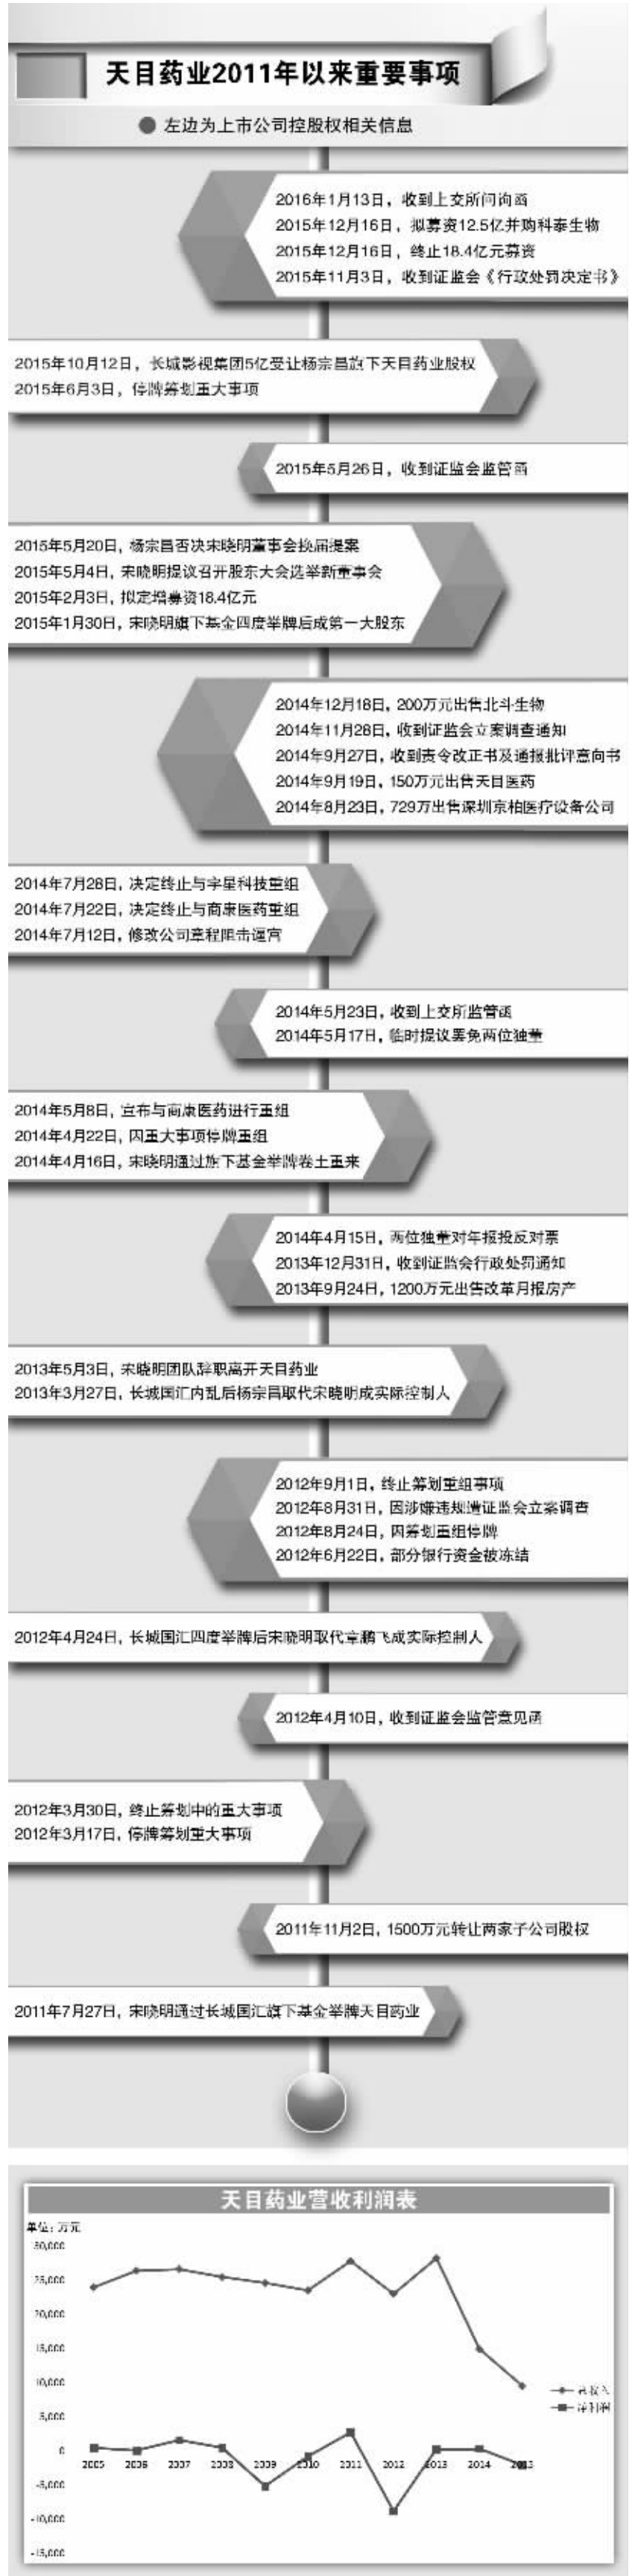 天目药业2011年以来重要事项
● 左边为上市公司控股权相关信息
2016年1月13日，收到上交所问询函
2015年12月16日，拟募资12.5亿并购科泰生物
2015年12月16日，终止18.4亿元募资
2015年11月3日，收到证监会《行政处罚决定书》
2015年10月12日，长城影视集团5亿受让杨宗昌旗下天目药业股权
2015年6月3日，停牌筹划重大事项
2015年5月26日，收到证监会监管函
2015年5月20日，杨宗昌否决宋晓明董事会换届提案
2015年5月4日，宋晓明提议召开股东大会选举新董事会
2015年2月3日，拟定增募资18.4亿元
2015年1月30日，宋晓明旗下基金四度举牌后成第一大股东
2014年12月18日，200万元出售北斗生物
2014年11月28日，收到证监会立案调查通知
2014年9月27日，收到责令改正书及通报批评意向书
2014年9月19日，150万元出售天目医药
2014年8月23日，729万出售深圳京柏医疗设备公司
2014年7月28日，决定终止与宇星科技重组
2014年7月22日，决定终止与商康医药重组
2014年7月12日，修改公司章程阻击逼宫
2014年5月23日，收到上交所监管函
2014年5月17日，临时提议罢免两位独董
2014年5月8日，宣布与商康医药进行重组
2014年4月22日，因重大事项停牌重组
2014年4月16日，宋晓明通过旗下基金举牌卷土重来
2014年4月15日，两位独董对年报投反对票
2013年12月31日，收到证监会行政处罚通知
2013年9月24日，1200万元出售改革月报房产
2013年5月3日，宋晓明团队辞职离开天目药业
2013年3月27日，长城国汇内乱后杨宗昌取代宋晓明成实际控制人
2012年9月1日，终止筹划重组事项
2012年8月31日，因涉嫌违规遭证监会立案调查
2012年8月24日，因筹划重组停牌
2012年6月22日，部分银行资金被冻结
2012年4月24日，长城国汇四度举牌后宋晓明取代章鹏飞成实际控制人
2012年4月10日，收到证监会监管意见函
2012年3月30日，终止筹划中的重大事项
2012年3月17日，停牌筹划重大事项
2011年11月2日，1500万元转让两家子公司股权
2011年7月27日，宋晓明通过长城国汇旗下基金举牌天目药业
天目药业营收利润表
单位：万元
30,000
25,000
20,000
15,000
10,000
5,000
0
-5,000
-10,000
-15,000
2005 2006 2007 2008 2009 2010 2011 2012 2013 2014 2015
总收入
净利润